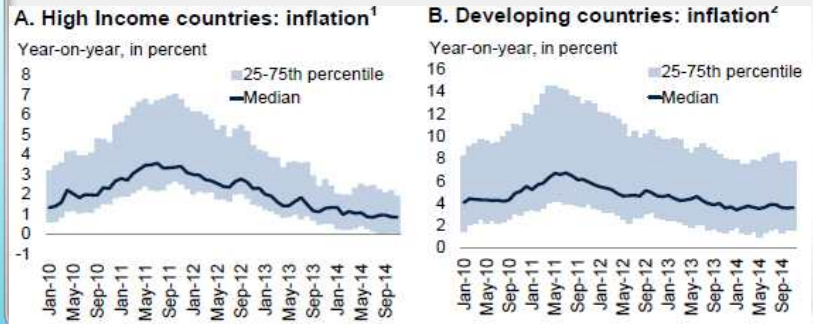 A. High Income countries: inflation¹
Year-on-year, in percent
8
7
6
5
4
3
2
1
0
-1
25-75th percentile
Median
Jan-10
May-10
Sep-10
Jan-11
May-11
Sep-11
Jan-12
May-12
Sep-12
Jan-13
May-13
Sep-13
Jan-14
May-14
Sep-14
B. Developing countries: inflation²
Year-on-year, in percent
16
14
12
10
8
6
4
2
0
25-75th percentile
Median
Jan-10
May-10
Sep-10
Jan-11
May-11
Sep-11
Jan-12
May-12
Sep-12
Jan-13
May-13
Sep-13
Jan-14
May-14
Sep-14